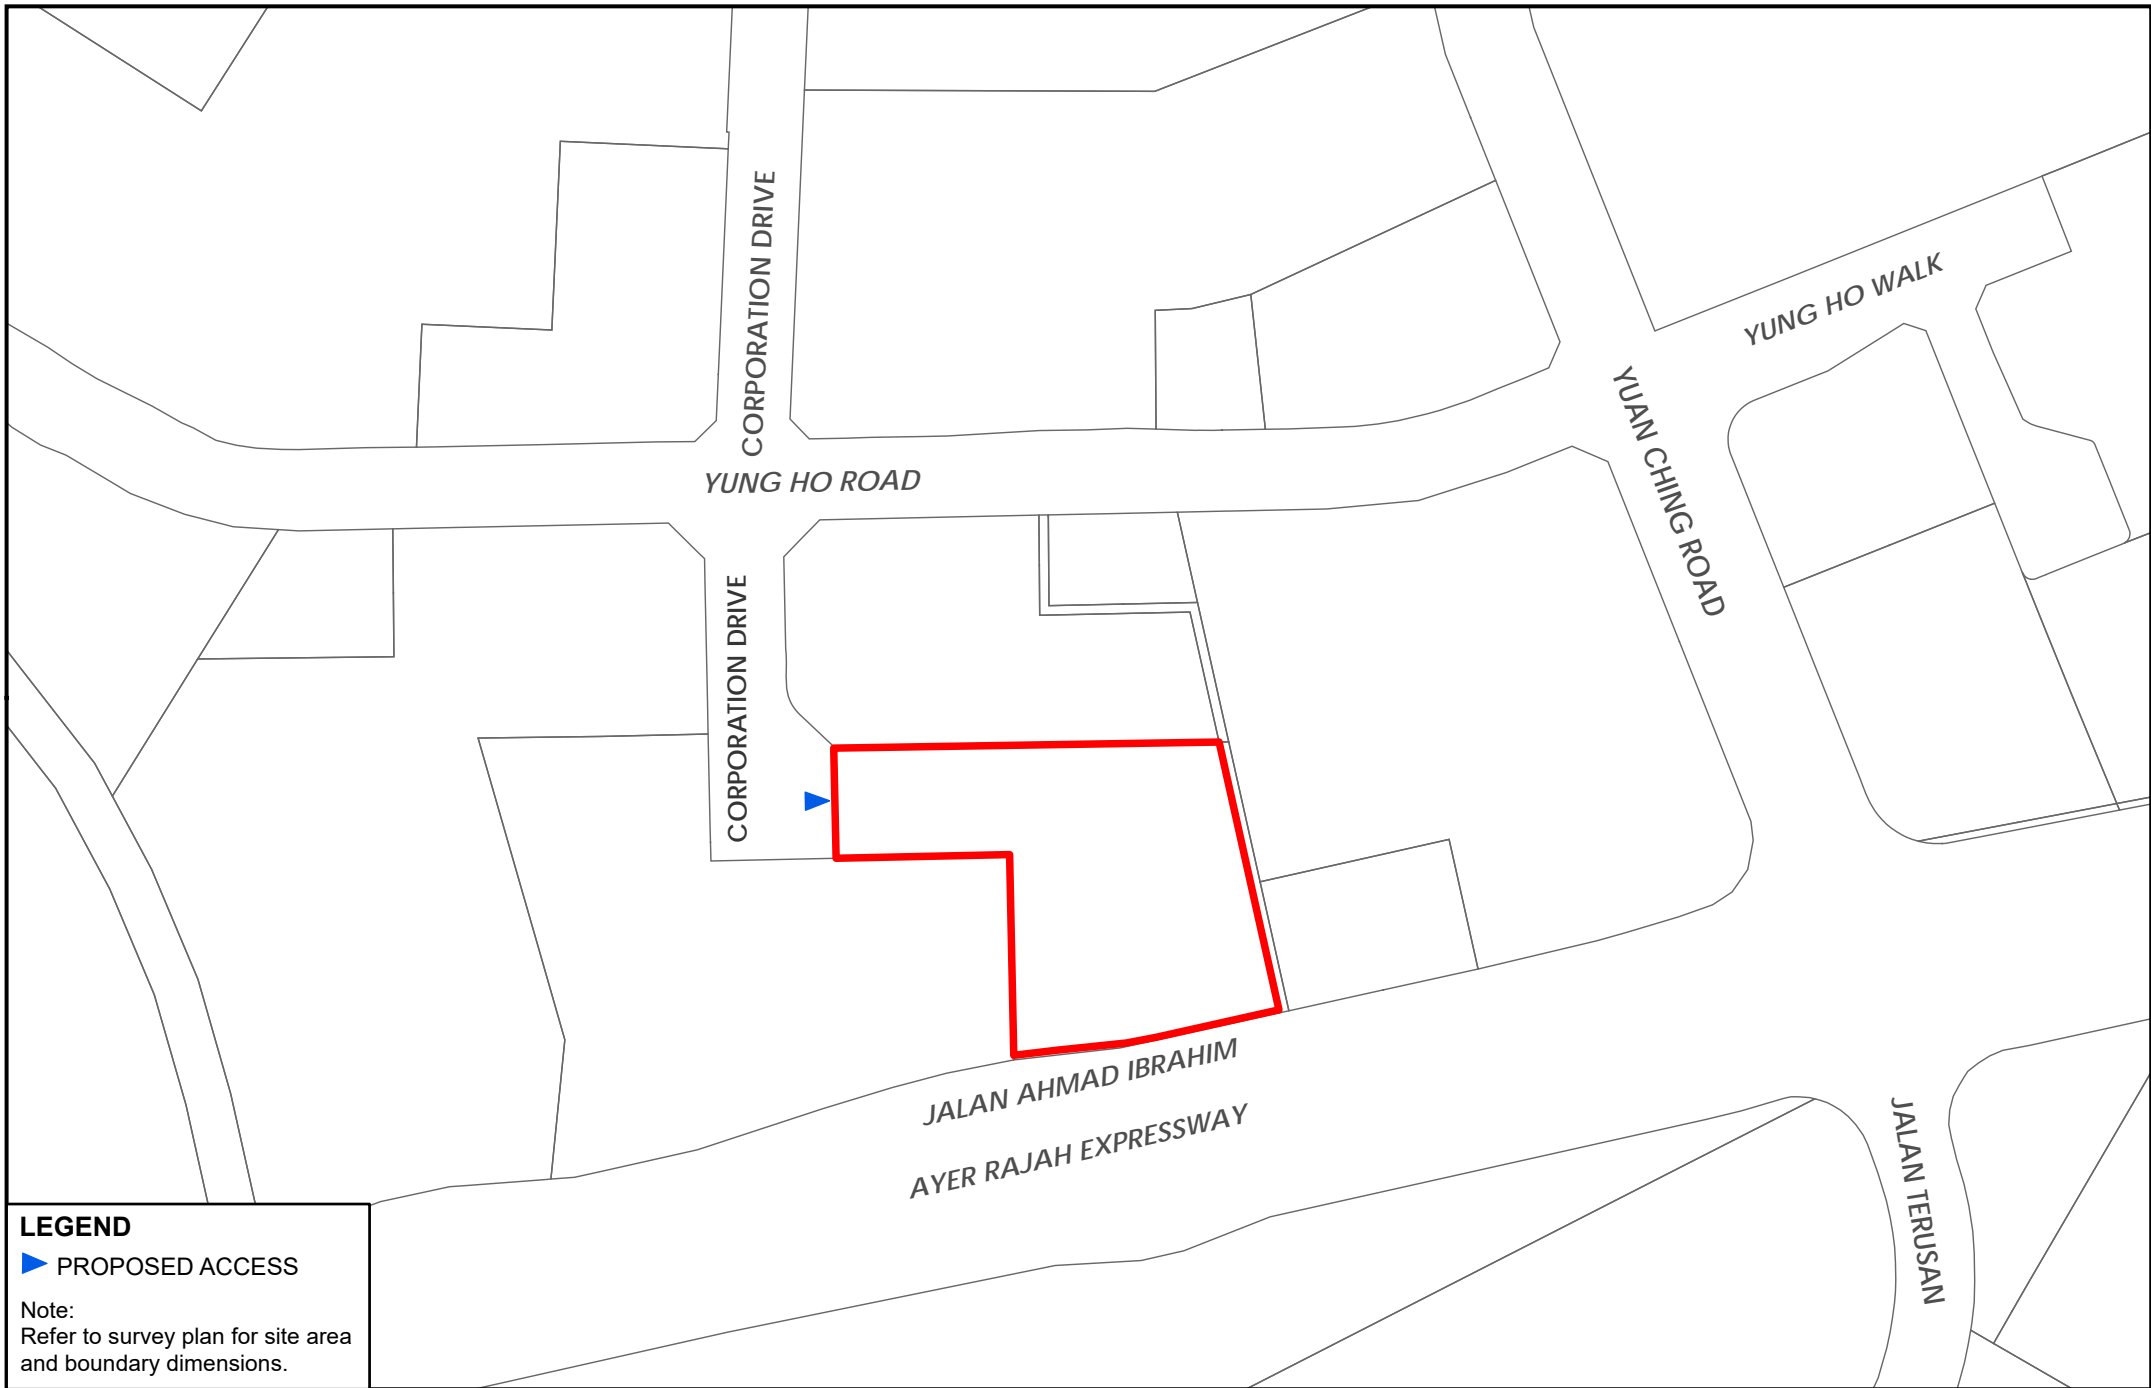 CORPORATION DRIVE
YUNG HO WALK
YUAN CHING ROAD
YUNG HO ROAD
CORPORATION DRIVE
JALAN AHMAD IBRAHIM
AYER RAJAH EXPRESSWAY
JALAN TERUSAN
LEGEND
PROPOSED ACCESS
Note:
Refer to survey plan for site area
and boundary dimensions.